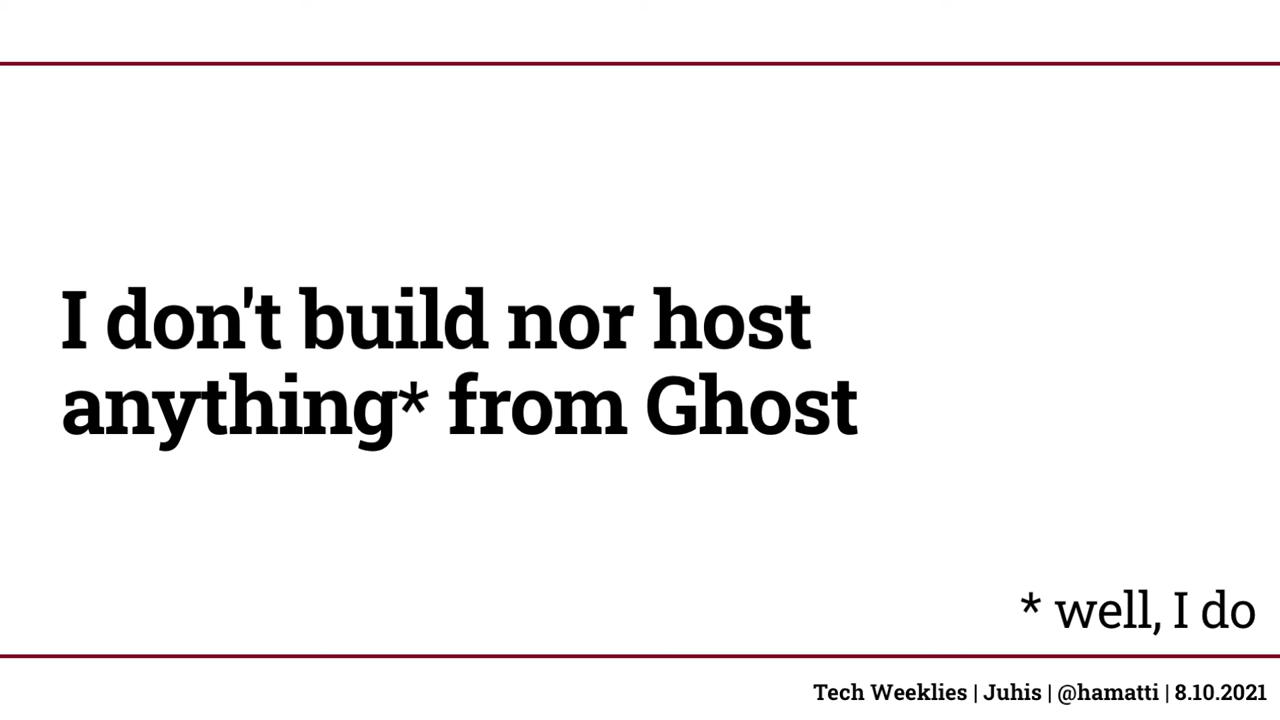 I don't build nor host
anything* from Ghost
* well, I do
Tech Weeklies | Juhis | @hamatti | 8.10.2021